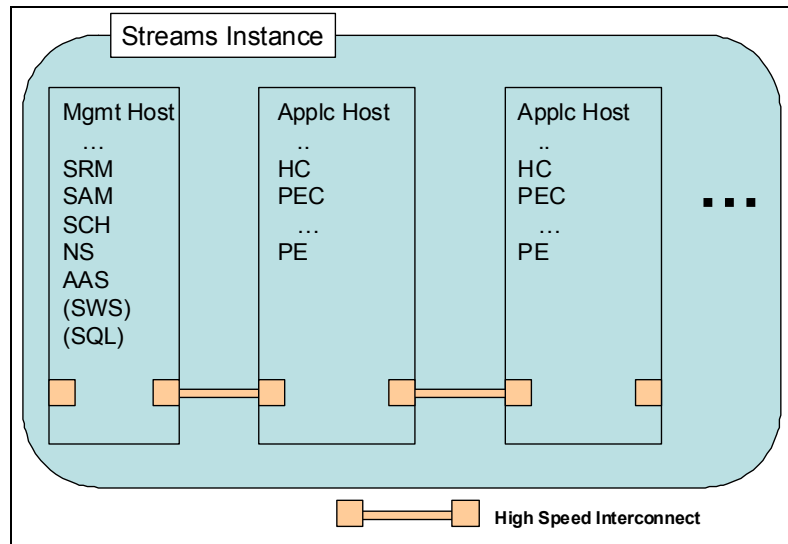 Streams Instance
Mgmt Host
…
SRM
SAM
SCH
NS
AAS
(SWS)
(SQL)
Applc Host
..
HC
PEC
…
PE
Applc Host
..
HC
PEC
…
PE
...
High Speed Interconnect